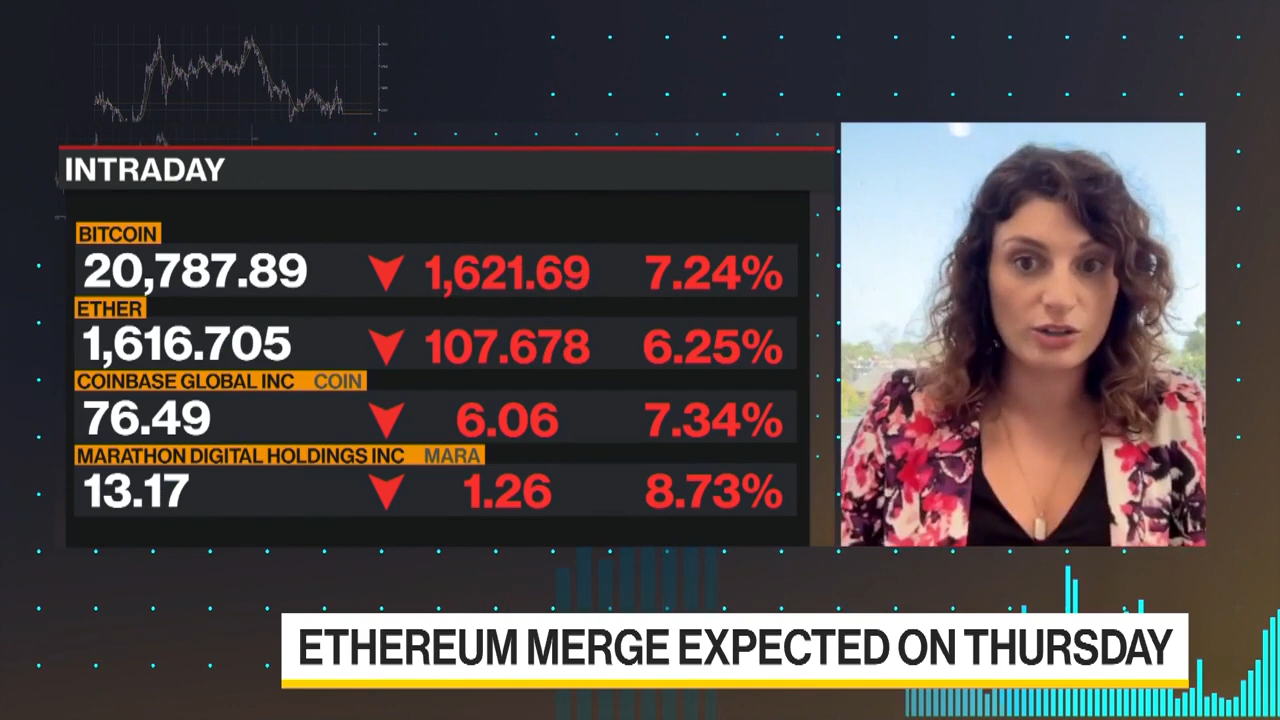 INTRADAY
BITCOIN
20,787.89 1,621.69 7.24%
ETHER
1,616.705 107.678 6.25%
COINBASE GLOBAL INC COIN
76.49 6.06 7.34%
MARATHON DIGITAL HOLDINGS INC MARA
13.17 1.26 8.73%
ETHEREUM MERGE EXPECTED ON THURSDAY